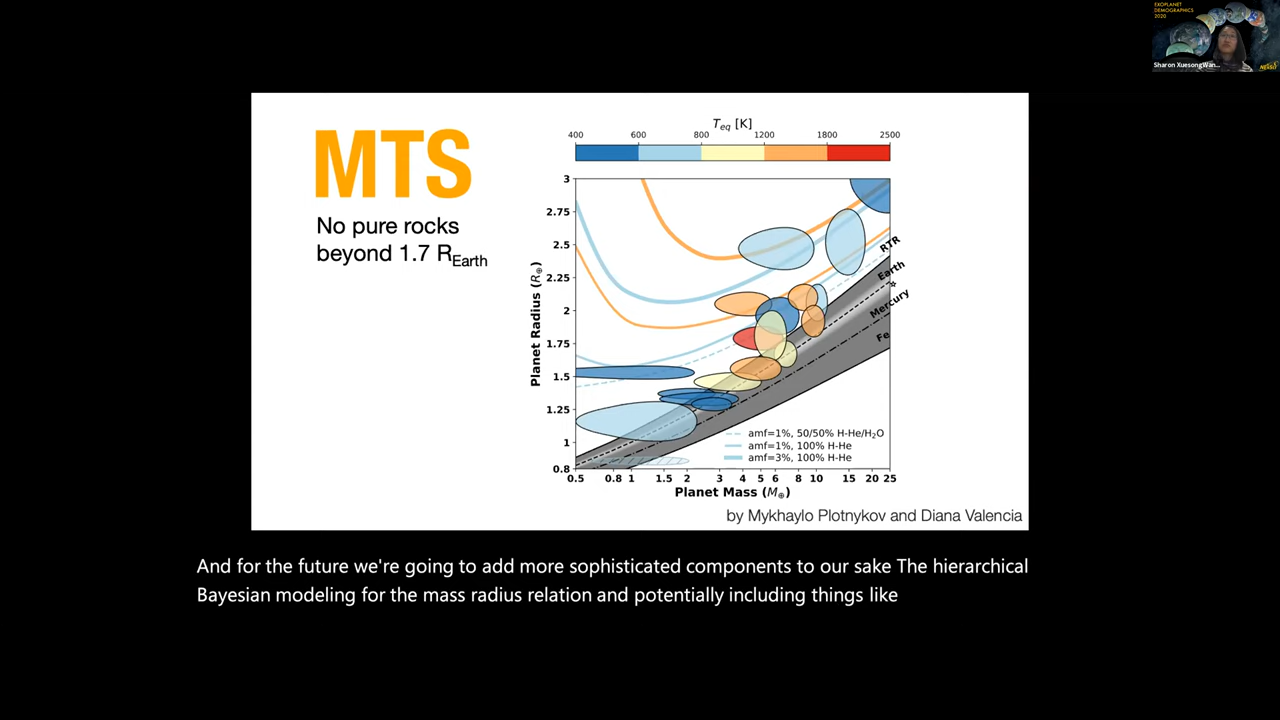 EXOPLANET
DEMOGRAPHICS
2020
Sharon XuesongWan...
MTS
No pure rocks
beyond 1.7 REarth
Teq [K]
400 600 800 1200 1800 2500
Planet Radius (R⊕)
3
2.75
2.5
2.25
2
1.75
1.5
1.25
1
0.8
RTR
Earth
Mercury
Fe
amf=1%, 50/50% H-He/H2O
amf=1%, 100% H-He
amf=3%, 100% H-He
0.5 0.8 1 1.5 2 3 4 5 6 8 10 15 20 25
Planet Mass (M⊕)
by Mykhaylo Plotnykov and Diana Valencia
And for the future we're going to add more sophisticated components to our sake The hierarchical
Bayesian modeling for the mass radius relation and potentially including things like